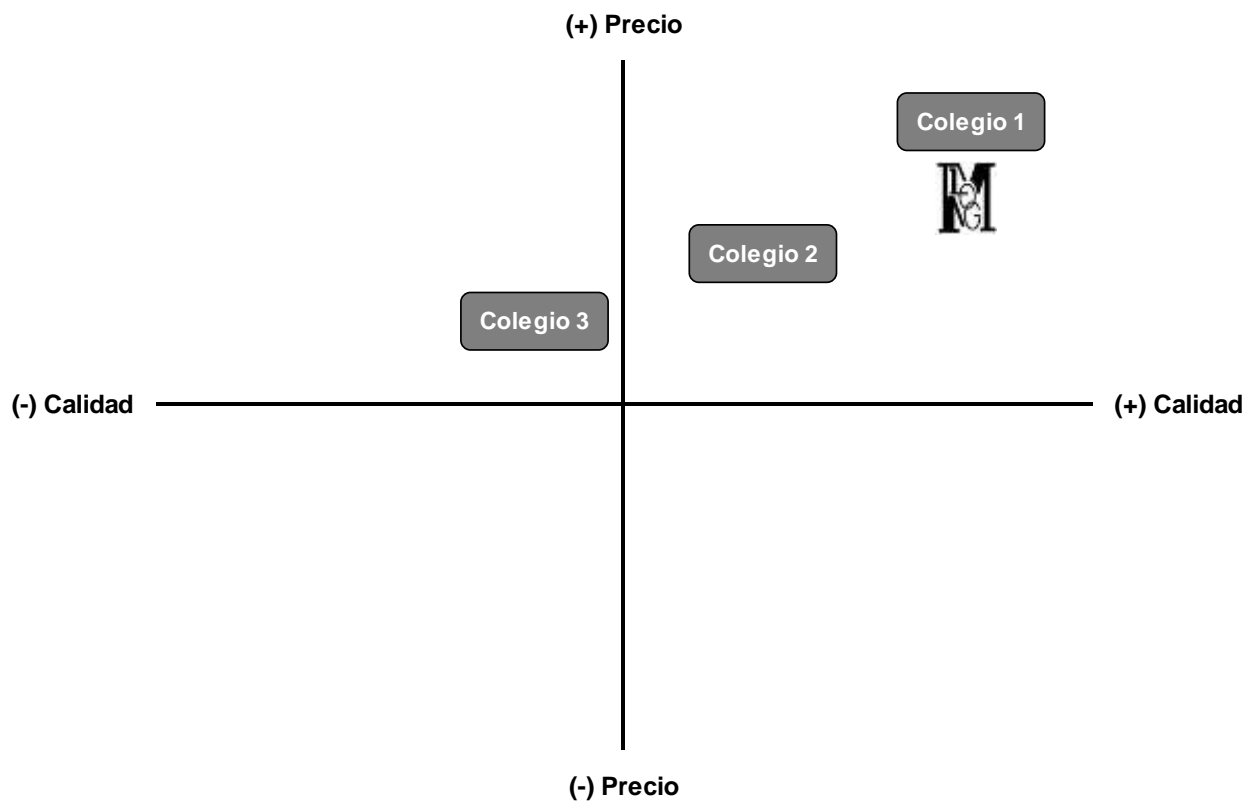 (+) Precio
Colegio 1
Colegio 2
Colegio 3
(-) Calidad
(+) Calidad
(-) Precio